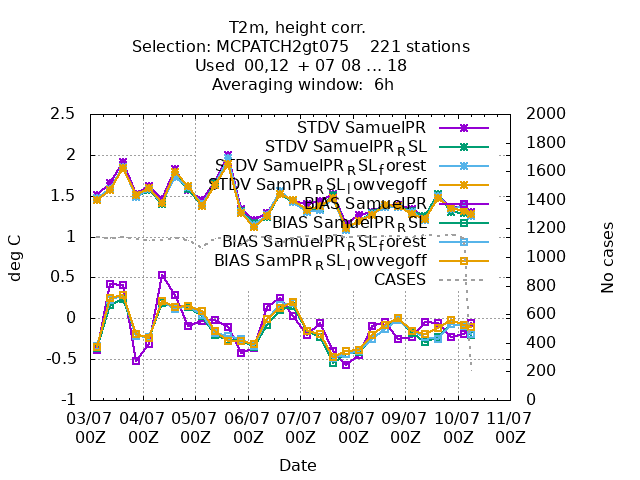 T2m, height corr.
Selection: MCPATCH2gt075    221 stations
Used  00,12  + 07 08 ... 18
Averaging window:  6h
2.5
2
1.5
1
0.5
0
-0.5
-1
deg C
2000
1800
1600
1400
1200
1000
800
600
400
200
0
No cases
STDV SamuelPR
STDV SamuelPR_RSL
STDV SamuelPR_RSL_forest
STDV SamPR_RSL_lowvegoff
BIAS SamuelPR
BIAS SamuelPR_RSL
BIAS SamuelPR_RSL_forest
BIAS SamPR_RSL_lowvegoff
CASES
03/07 04/07 05/07 06/07 07/07 08/07 09/07 10/07 11/07
00Z 00Z 00Z 00Z 00Z 00Z 00Z 00Z 00Z
Date